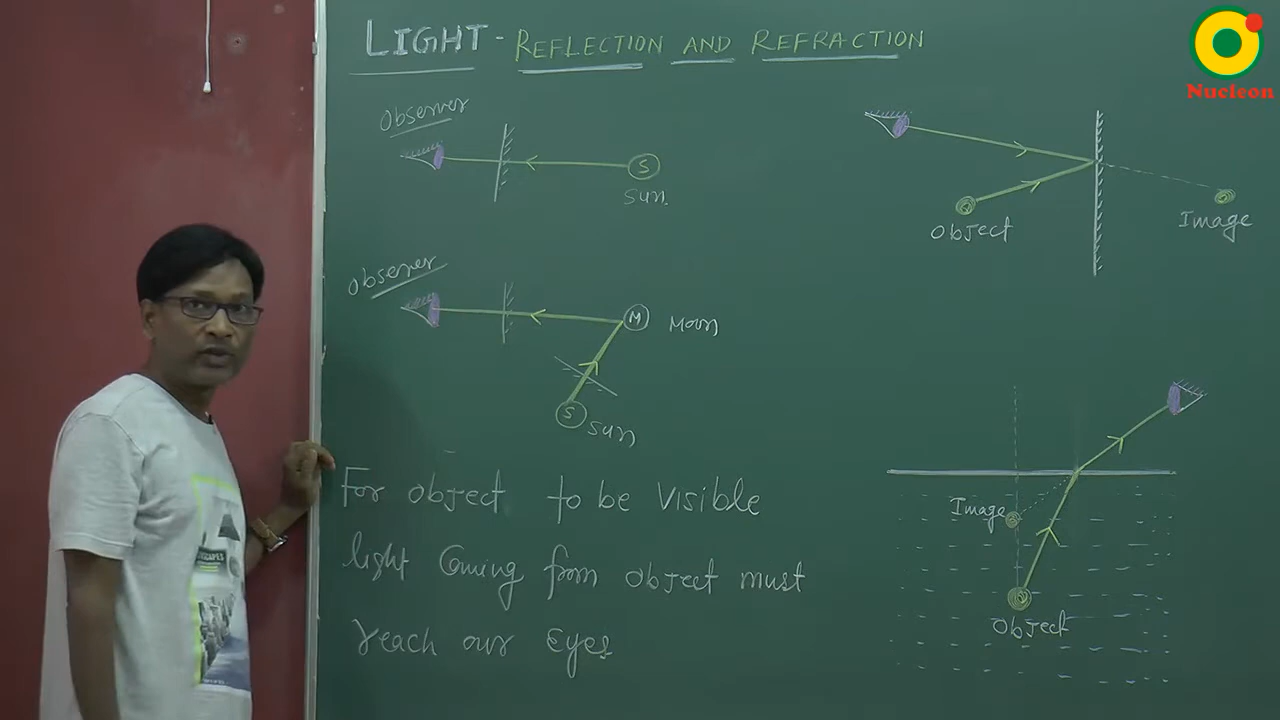 LIGHT - REFLECTION AND REFRACTION
Nucleon
Observer
S
Sun
Object
Image
Observer
M
Moon
S
Sun
For object to be visible
light Coming from object must
reach our Eyes
Image
Object